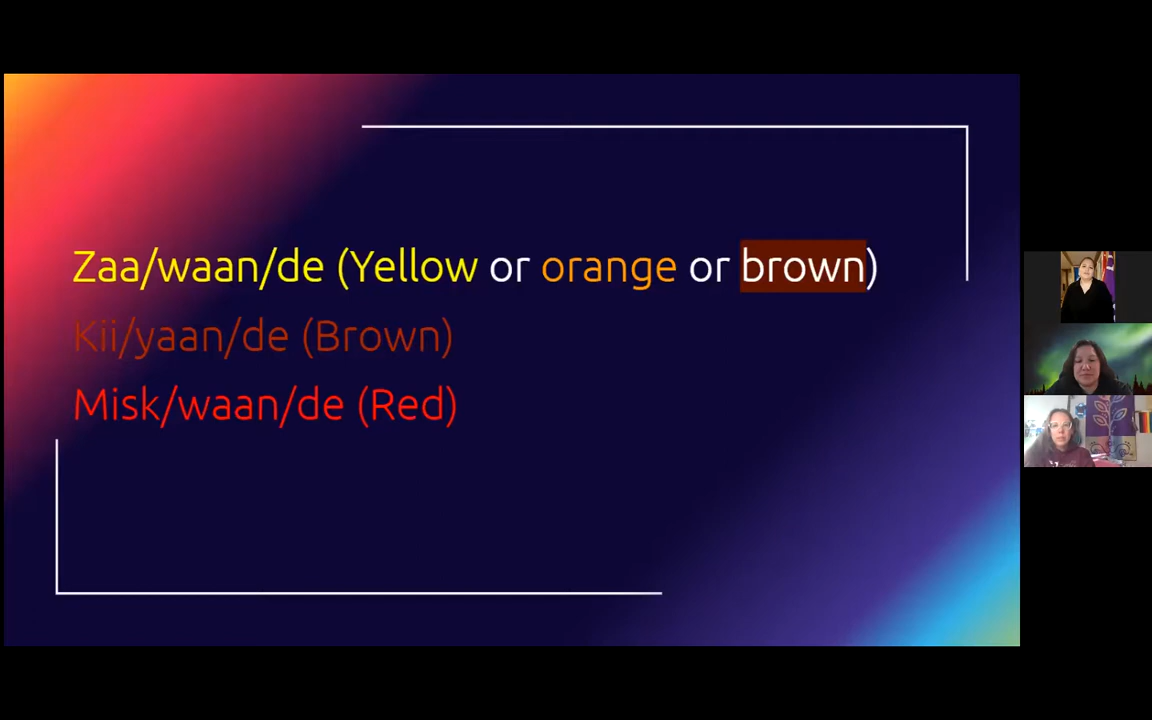 Zaa/waan/de (Yellow or orange or brown)
Kii/yaan/de (Brown)
Misk/waan/de (Red)